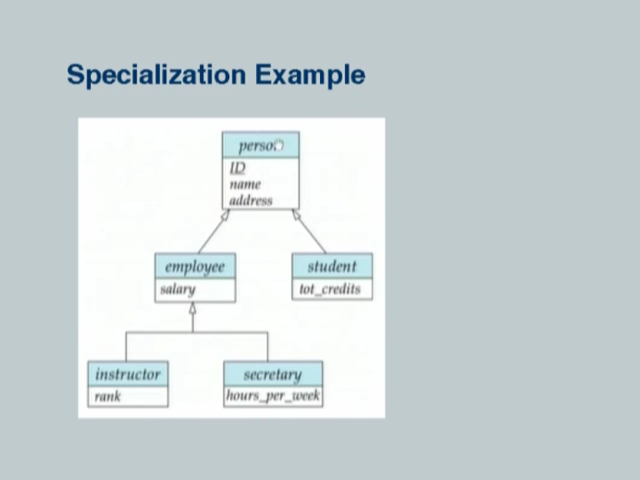 Specialization Example
person
ID
name
address
employee
salary
student
tot_credits
instructor
rank
secretary
hours_per_week